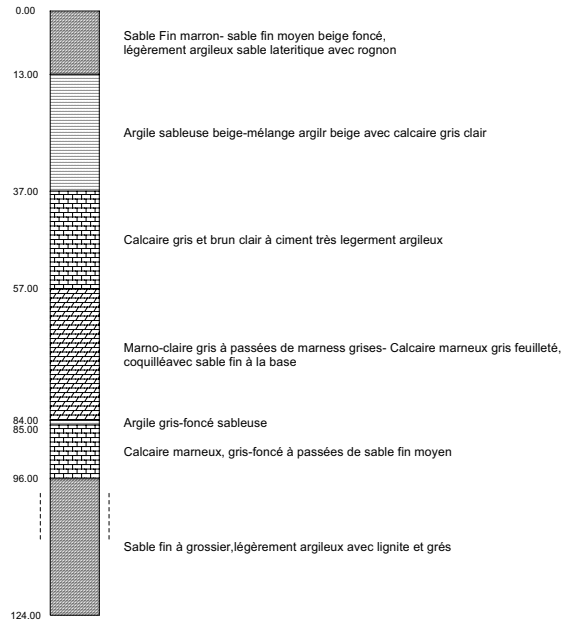 0.00
Sable Fin marron- sable fin moyen beige foncé,
légèrement argileux sable lateritique avec rognon
13.00
Argile sableuse beige-mélange argilr beige avec calcaire gris clair
37.00
Calcaire gris et brun clair à ciment très legerment argileux
57.00
Marno-claire gris à passées de marness grises- Calcaire marneux gris feuilleté,
coquilléavec sable fin à la base
84.00
Argile gris-foncé sableuse
85.00
Calcaire marneux, gris-foncé à passées de sable fin moyen
96.00
Sable fin à grossier,légèrement argileux avec lignite et grés
124.00